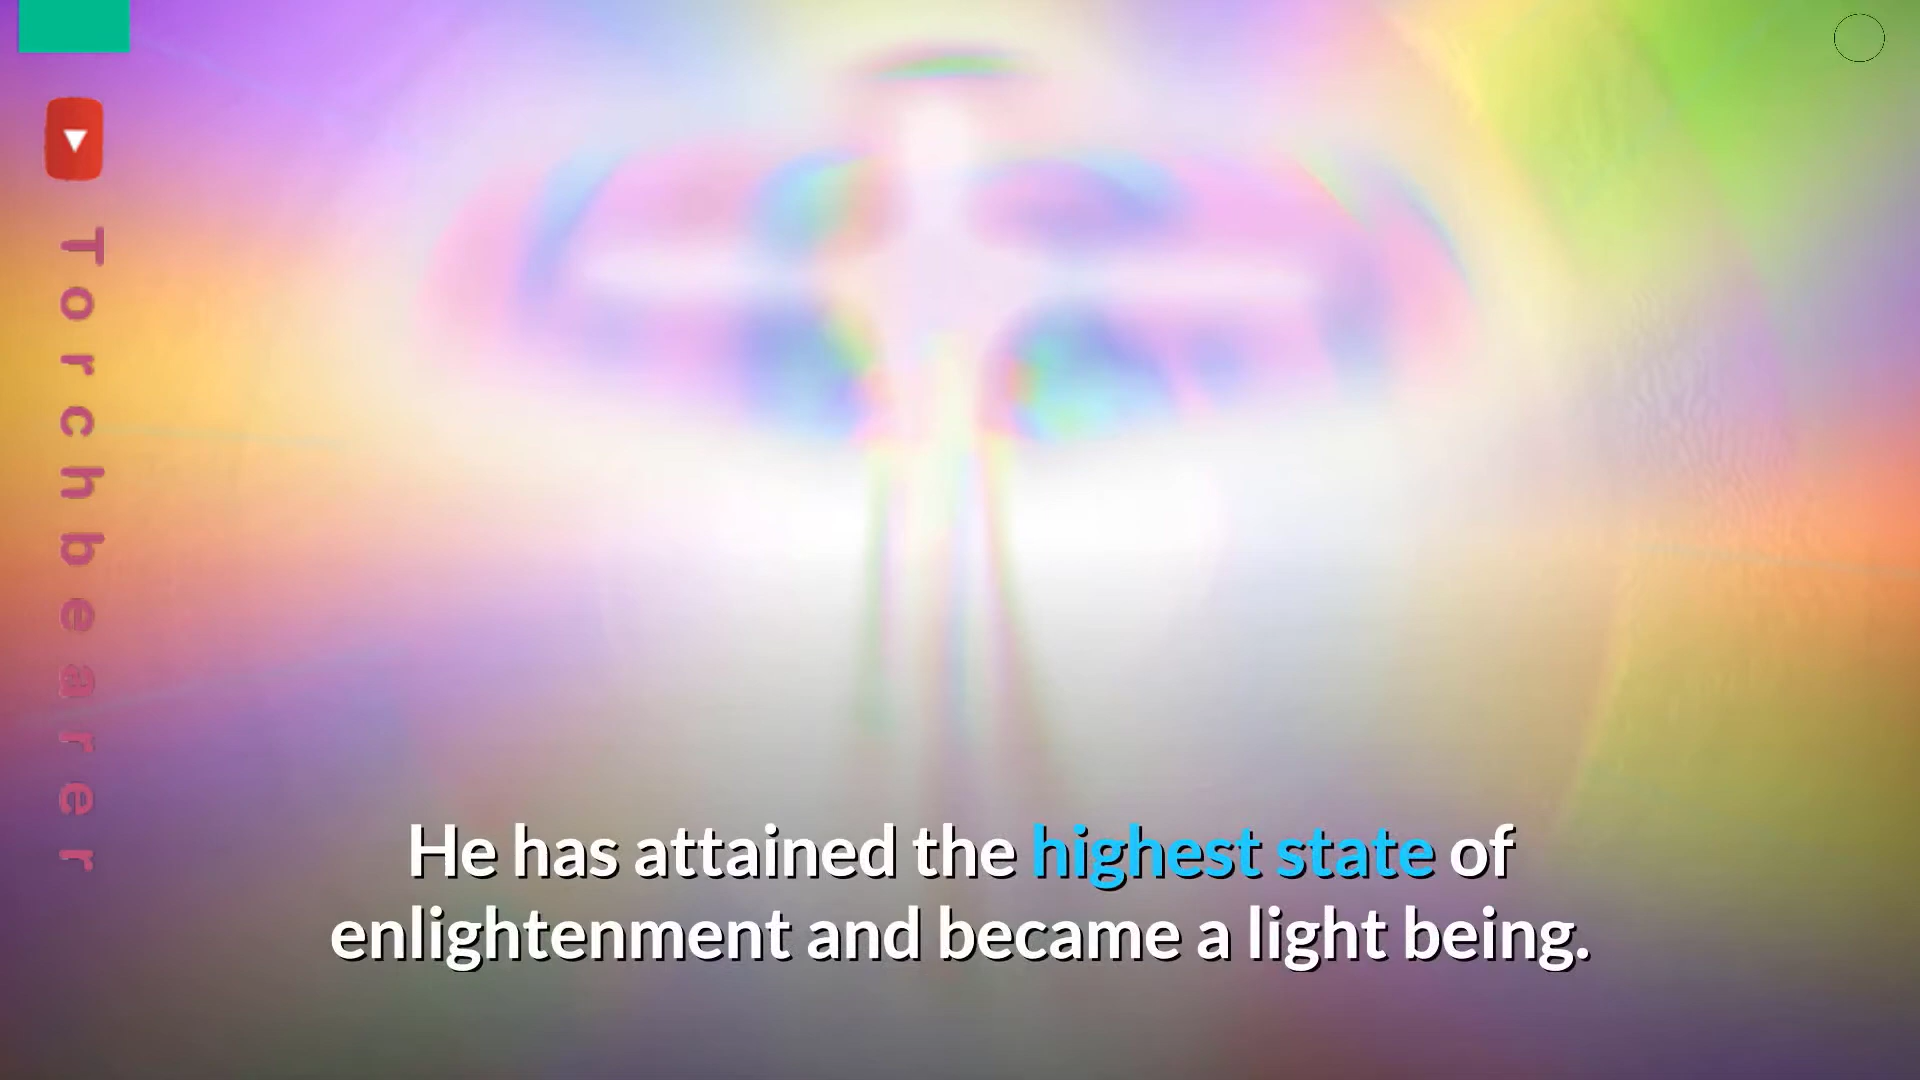 Torchbearer
He has attained the highest state of
enlightenment and became a light being.